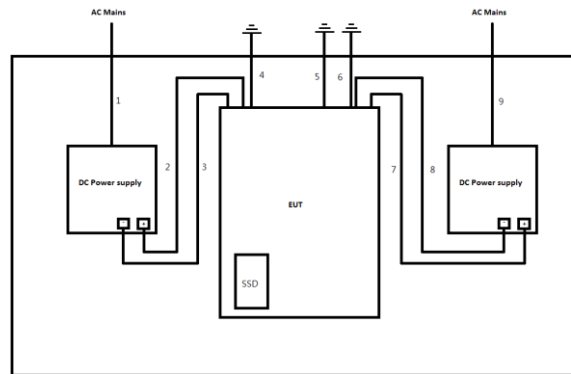 AC Mains
AC Mains
4
5
6
1
9
2
3
7
8
DC Power supply
DC Power supply
EUT
- +
- +
SSD